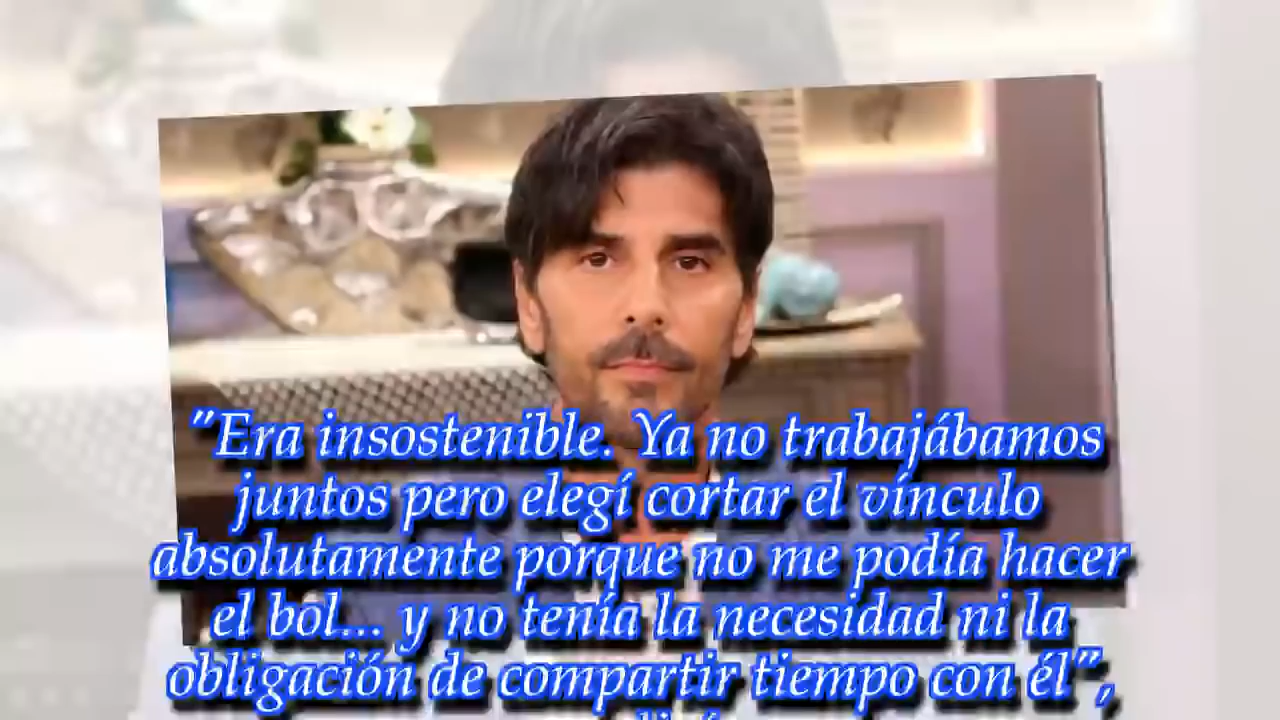 "Era insostenible. Ya no trabajábamos
juntos pero elegí cortar el vínculo
absolutamente porque no me podía hacer
el bol... y no tenía la necesidad ni la
obligación de compartir tiempo con él",